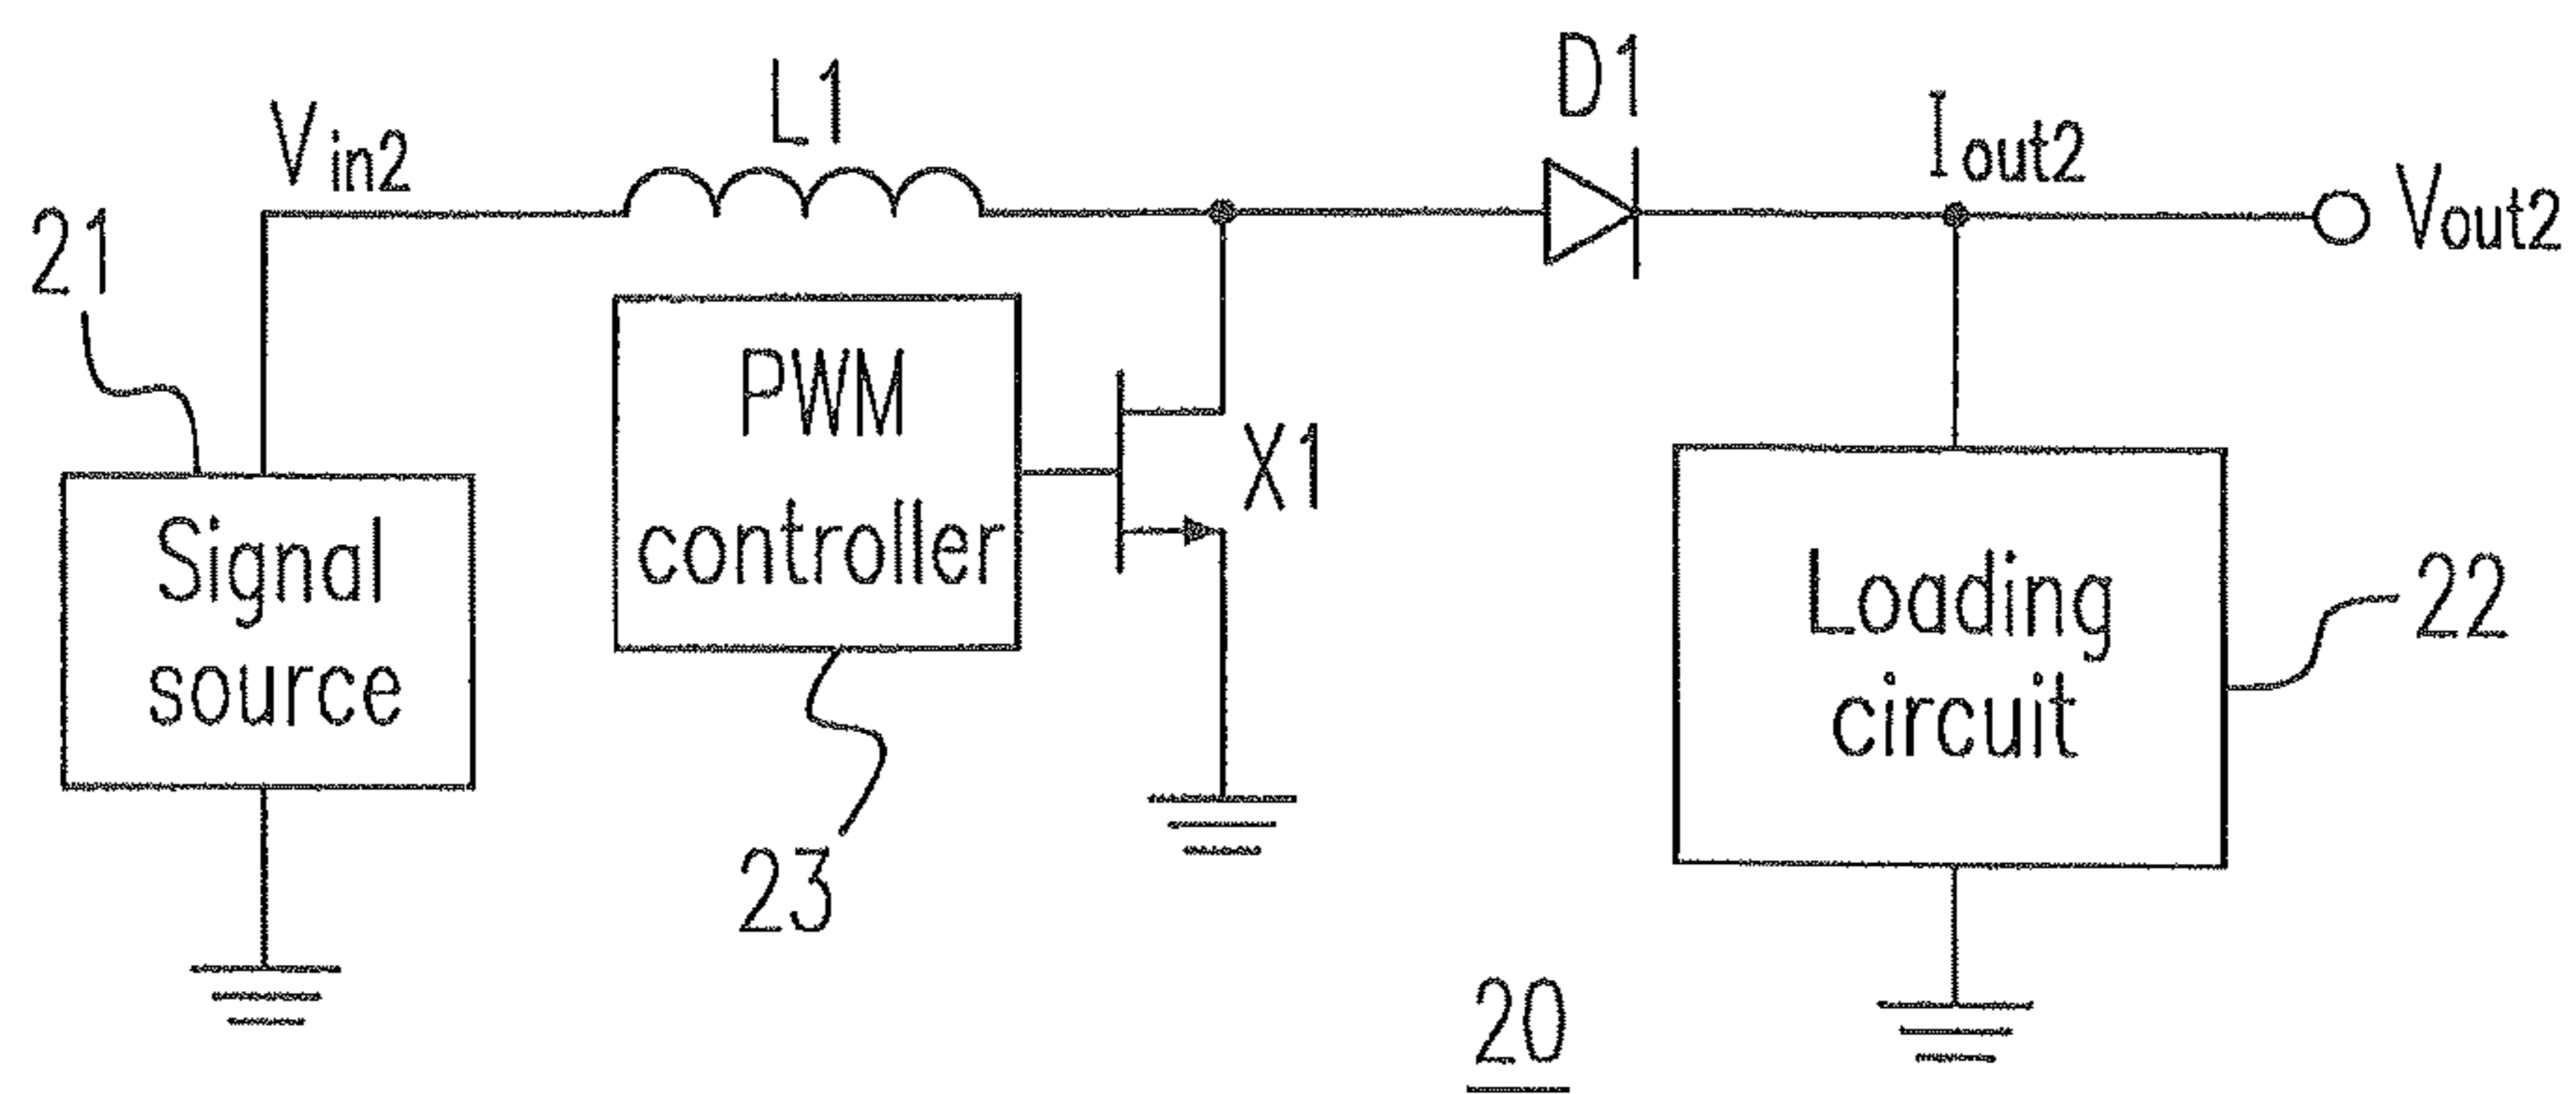 L1
D1
Vin2
Iout2
Vout2
21
PWM
controller
X1
Signal
source
Loading
circuit
22
23
20